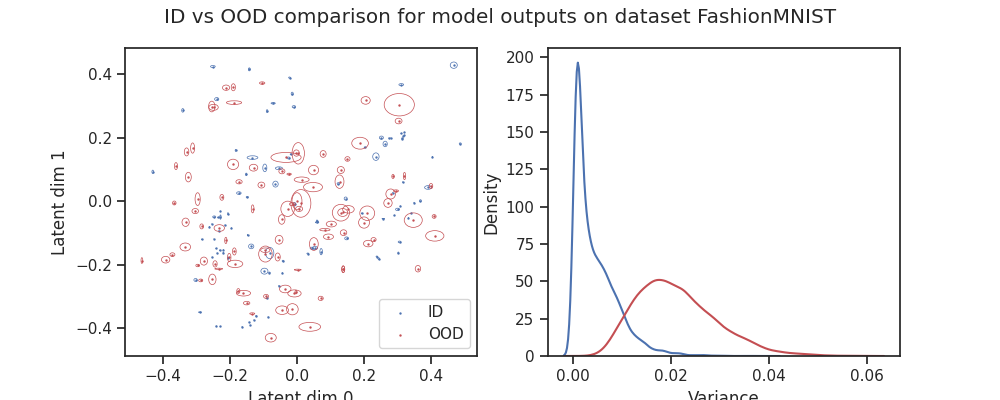 ID vs OOD comparison for model outputs on dataset FashionMNIST
Latent dim 1
0.4
0.2
0.0
−0.2
−0.4
ID
OOD
−0.4 −0.2 0.0 0.2 0.4
Latent dim 0
Density
200
175
150
125
100
75
50
25
0
0.00 0.02 0.04 0.06
Variance